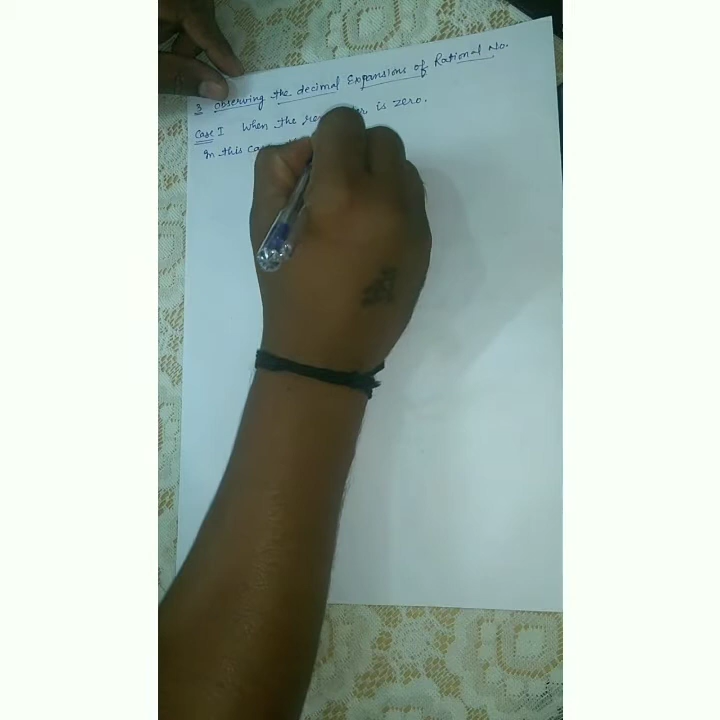 3 Observing the decimal Expansions of Rational No.
Case I When the is zero.
In this